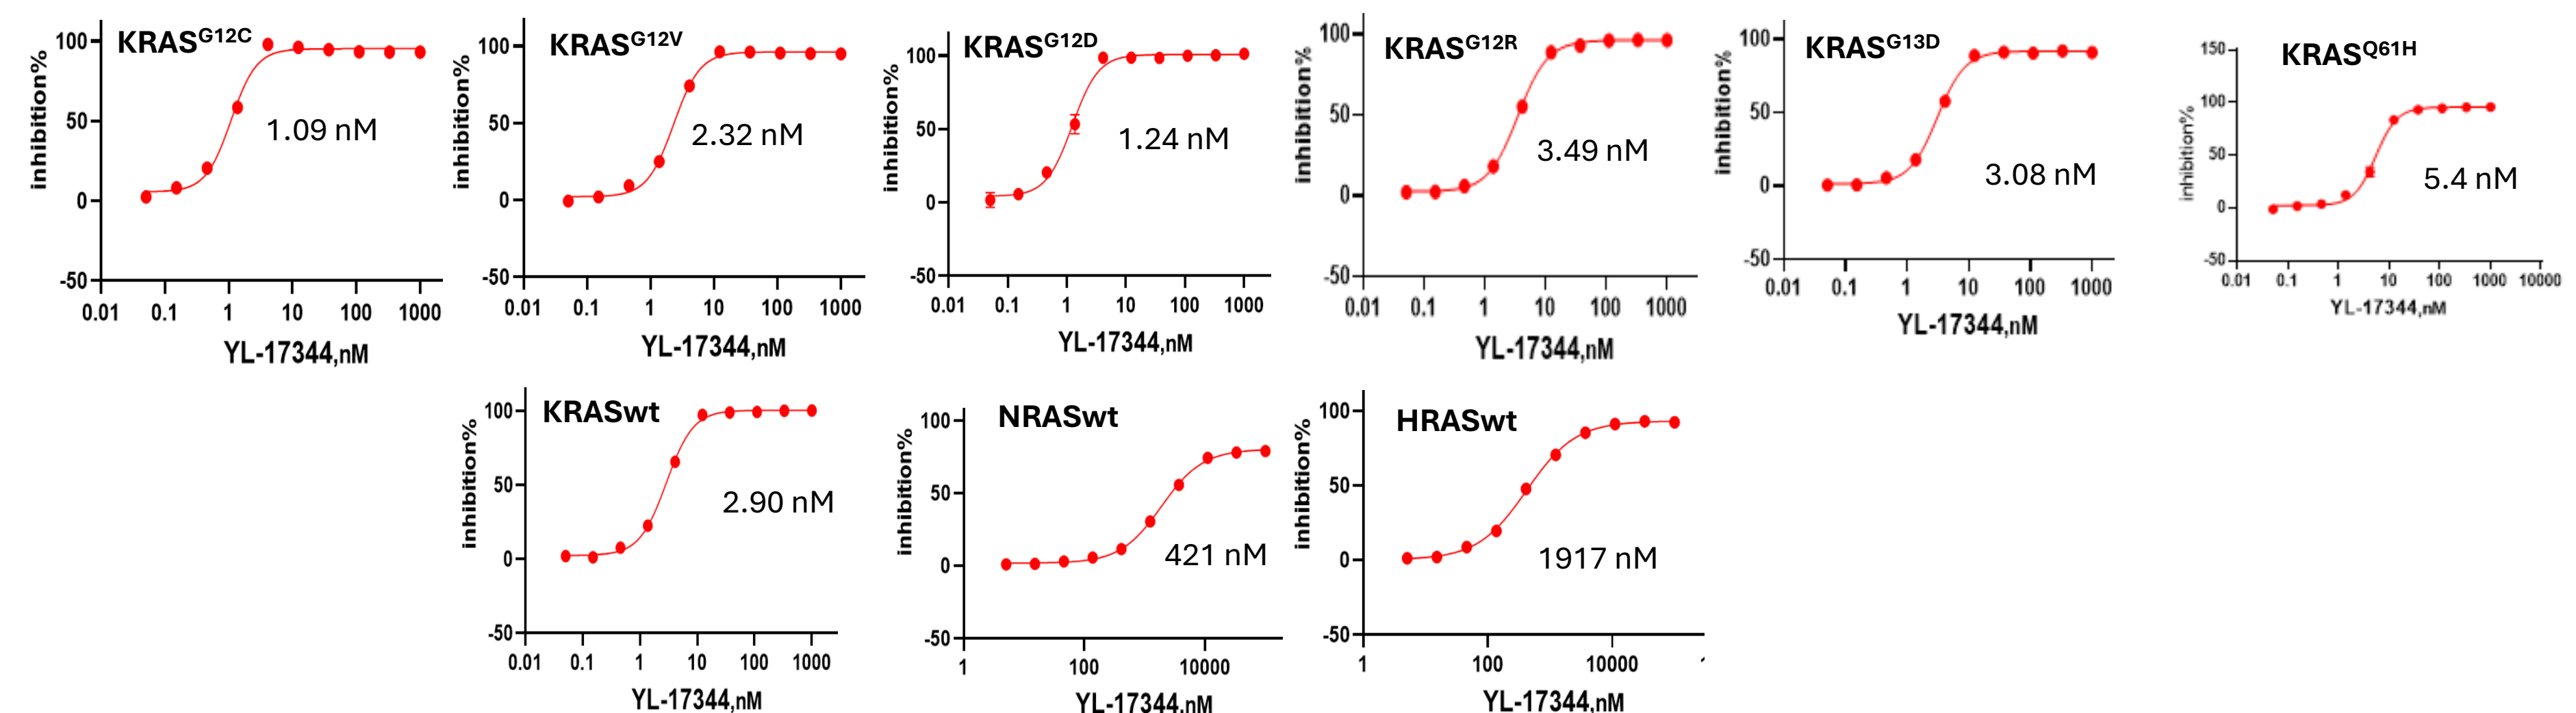 KRASG12C
inhibition%
100
50
0
-50
1.09 nM
0.01 0.1 1 10 100 1000
YL-17344,nM
KRASG12V
inhibition%
100
50
0
-50
2.32 nM
0.01 0.1 1 10 100 1000
YL-17344,nM
KRASG12D
inhibition%
100
50
0
-50
1.24 nM
0.01 0.1 1 10 100 1000
YL-17344,nM
KRASG12R
inhibition%
100
50
0
-50
3.49 nM
0.01 0.1 1 10 100 1000
YL-17344,nM
KRASG13D
inhibition%
100
50
0
-50
3.08 nM
0.01 0.1 1 10 100 1000
YL-17344,nM
KRASQ61H
inhibition%
150
100
50
0
-50
5.4 nM
0.01 0.1 1 10 100 1000 10000
YL-17344,nM
KRASwt
inhibition%
100
50
0
-50
2.90 nM
0.01 0.1 1 10 100 1000
YL-17344,nM
NRASwt
inhibition%
100
50
0
-50
421 nM
1 100 10000
YL-17344,nM
HRASwt
inhibition%
100
50
0
-50
1917 nM
1 100 10000
YL-17344,nM